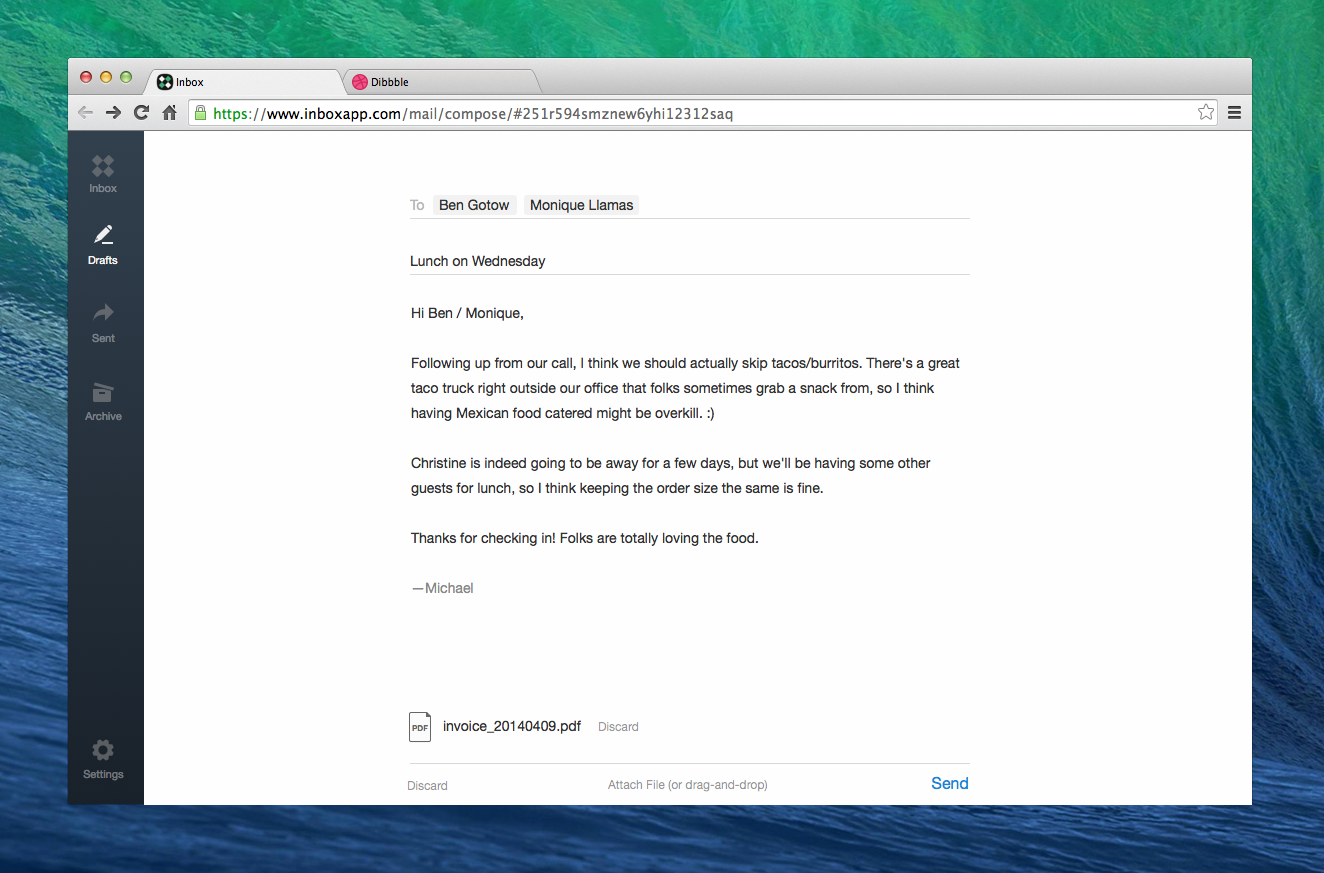 Inbox
Dibbble
https://www.inboxapp.com/mail/compose/#251r594smznew6yhi12312saq
Inbox
Drafts
Sent
Archive
Settings
To Ben Gotow Monique Llamas
Lunch on Wednesday
Hi Ben / Monique,
Following up from our call, I think we should actually skip tacos/burritos. There's a great
taco truck right outside our office that folks sometimes grab a snack from, so I think
having Mexican food catered might be overkill. :)
Christine is indeed going to be away for a few days, but we'll be having some other
guests for lunch, so I think keeping the order size the same is fine.
Thanks for checking in! Folks are totally loving the food.
—Michael
PDF invoice_20140409.pdf Discard
Discard Attach File (or drag-and-drop) Send